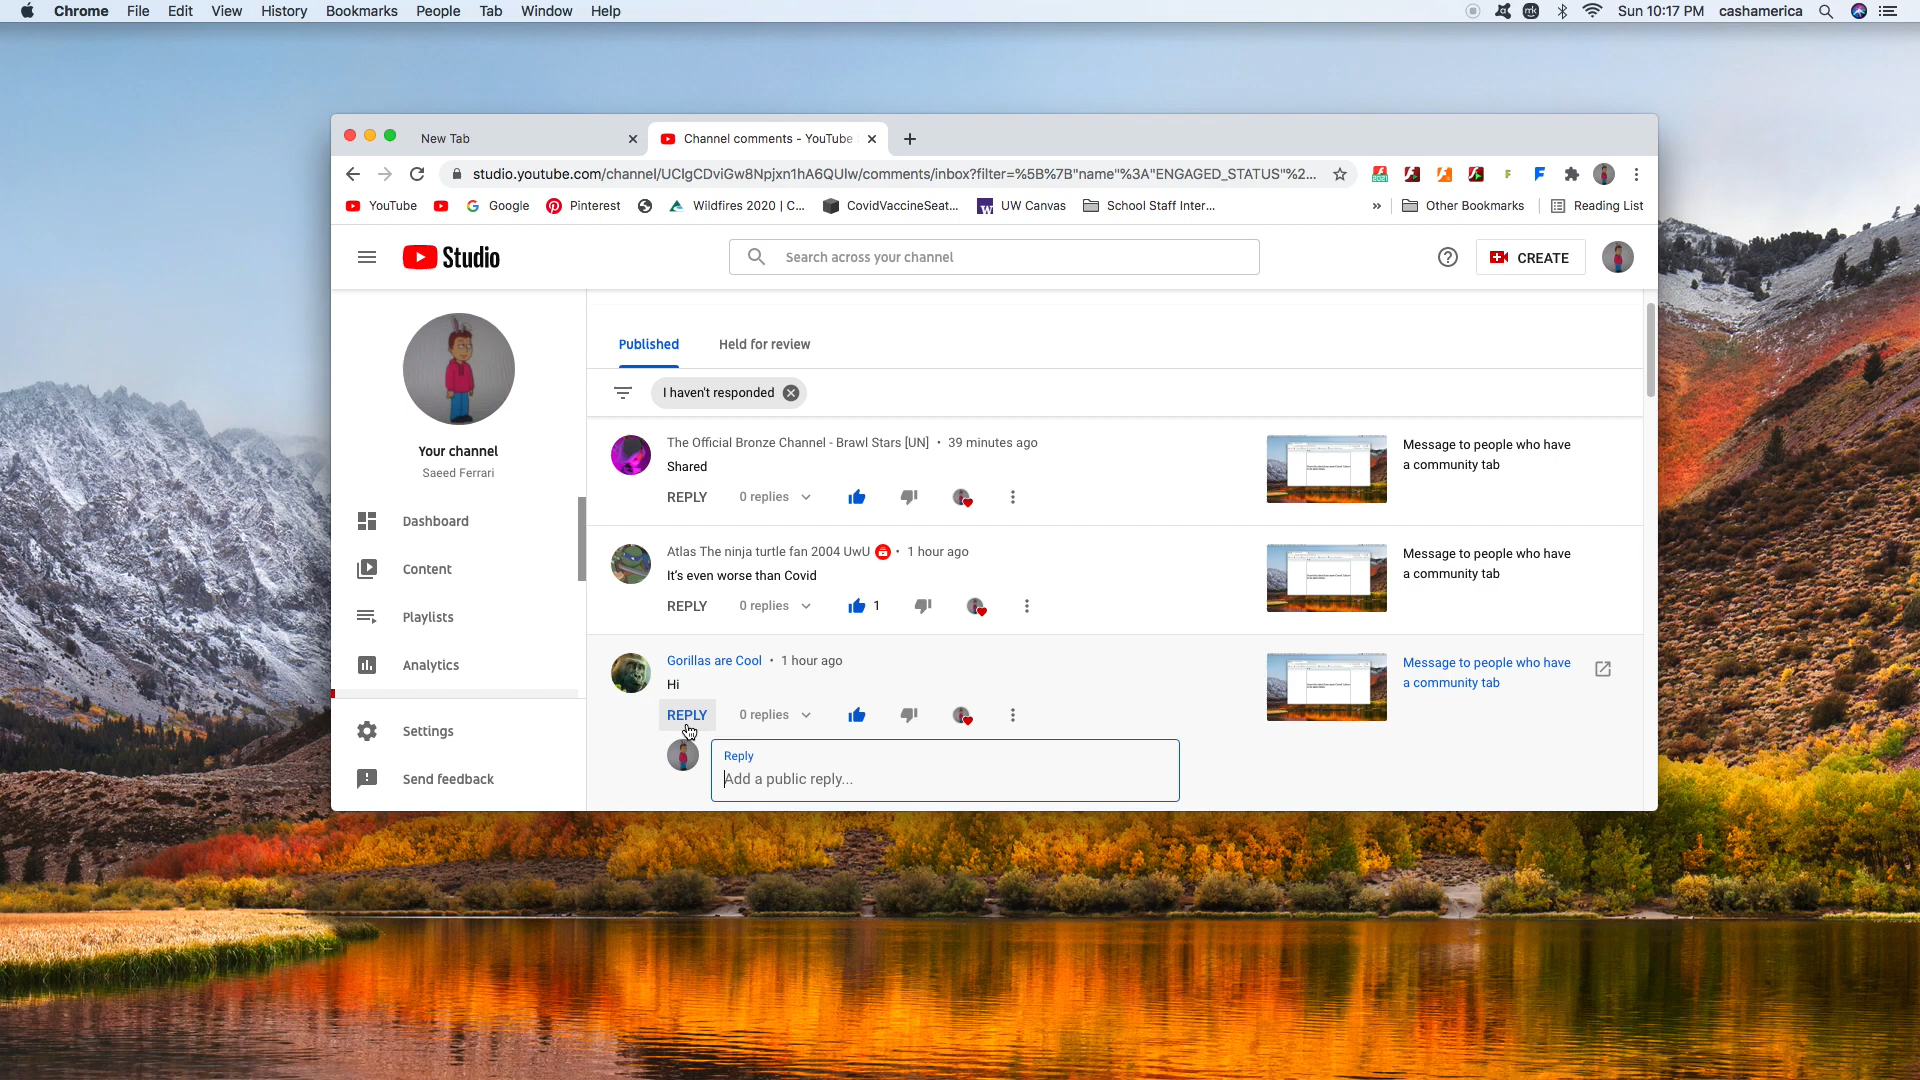 Chrome File Edit View History Bookmarks People Tab Window Help
Sun 10:17 PM cashamerica
New Tab
Channel comments - YouTube
studio.youtube.com/channel/UCIgCDviGw8Npjxn1hA6QUIw/comments/inbox?filter=%5B%7B"name"%3A"ENGAGED_STATUS"%2...
YouTube Google Pinterest Wildfires 2020 | C... CovidVaccineSeat... UW Canvas School Staff Inter... » Other Bookmarks Reading List
Studio
Search across your channel
CREATE
Your channel
Saeed Ferrari
Dashboard
Content
Playlists
Analytics
Settings
Send feedback
Published Held for review
I haven't responded
The Official Bronze Channel - Brawl Stars [UN] • 39 minutes ago
Shared
REPLY 0 replies
Message to people who have
a community tab
Atlas The ninja turtle fan 2004 UwU • 1 hour ago
It's even worse than Covid
REPLY 0 replies 1
Message to people who have
a community tab
Gorillas are Cool • 1 hour ago
Hi
REPLY 0 replies
Message to people who have
a community tab
Reply
Add a public reply...